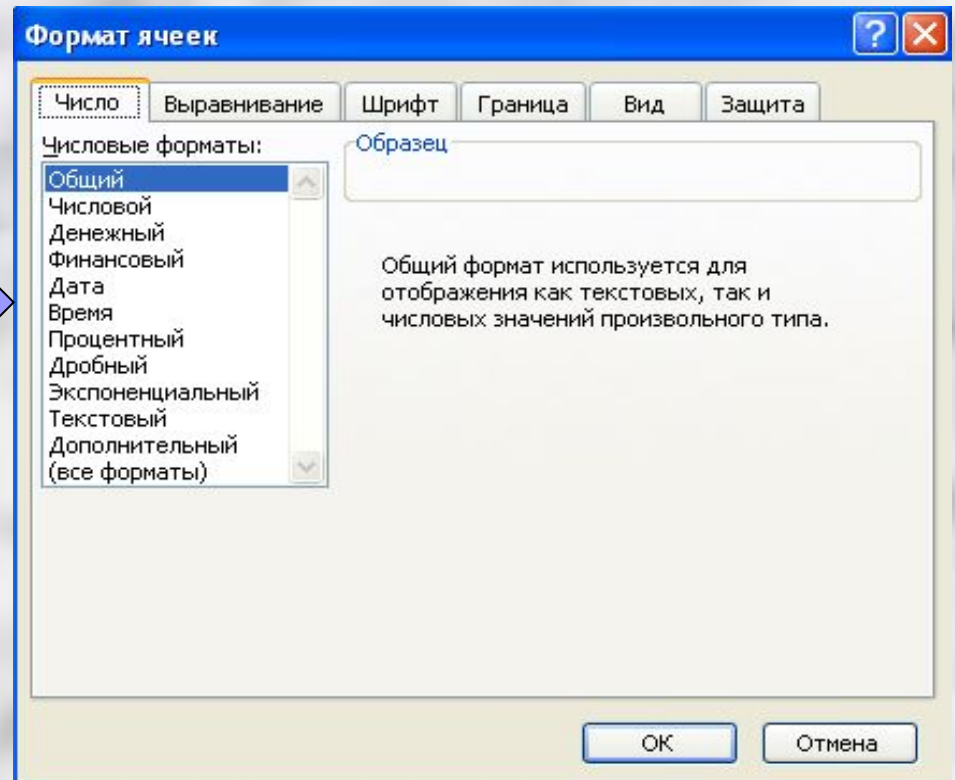 Формат ячеек
?
Число Выравнивание Шрифт Граница Вид Защита
Числовые форматы:
Общий
Числовой
Денежный
Финансовый
Дата
Время
Процентный
Дробный
Экспоненциальный
Текстовый
Дополнительный
(все форматы)
Образец
Общий формат используется для
отображения как текстовых, так и
числовых значений произвольного типа.
ОК Отмена